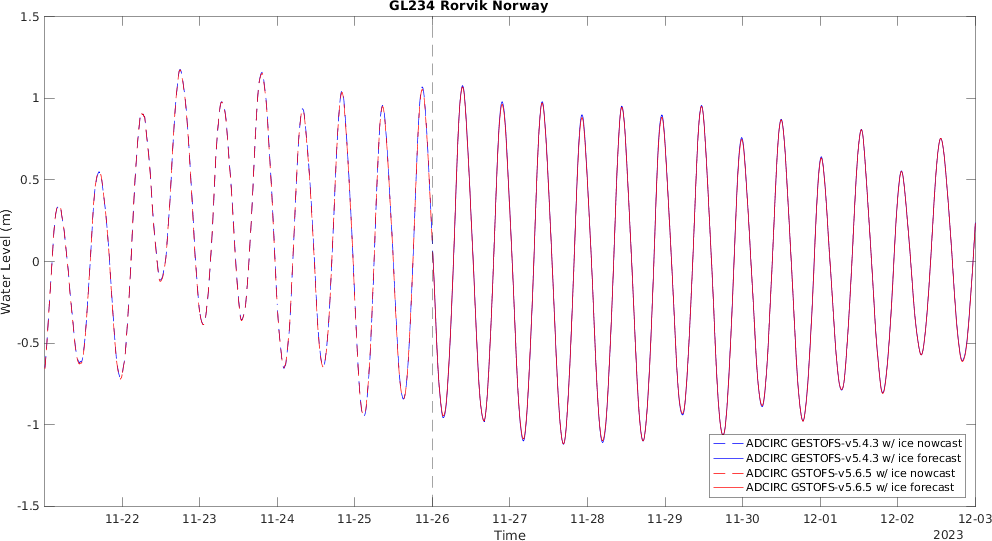 GL234 Rorvik Norway
1.5
1
0.5
0
-0.5
-1
-1.5
Water Level (m)
ADCIRC GESTOFS-v5.4.3 w/ ice nowcast
ADCIRC GESTOFS-v5.4.3 w/ ice forecast
ADCIRC GSTOFS-v5.6.5 w/ ice nowcast
ADCIRC GSTOFS-v5.6.5 w/ ice forecast
11-22 11-23 11-24 11-25 11-26 11-27 11-28 11-29 11-30 12-01 12-02 12-03
Time
2023